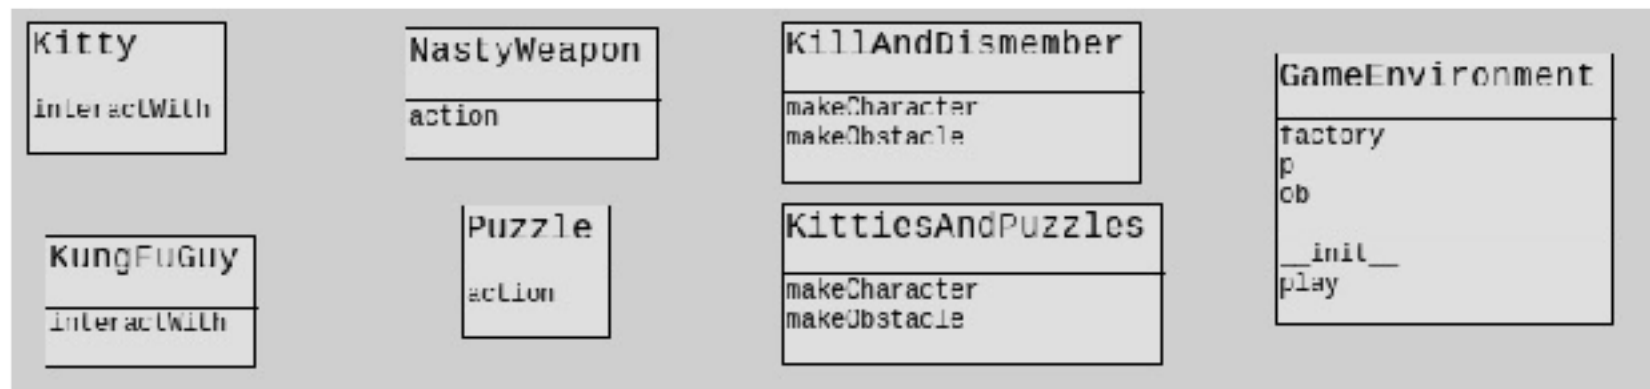 Kitty
interactWith
KungFuGuy
interactWith
NastyWeapon
action
Puzzle
action
KillAndDismember
makeCharacter
makeObstacle
KittiesAndPuzzles
makeCharacter
makeObstacle
GameEnvironment
factory
p
ob
__init__
play